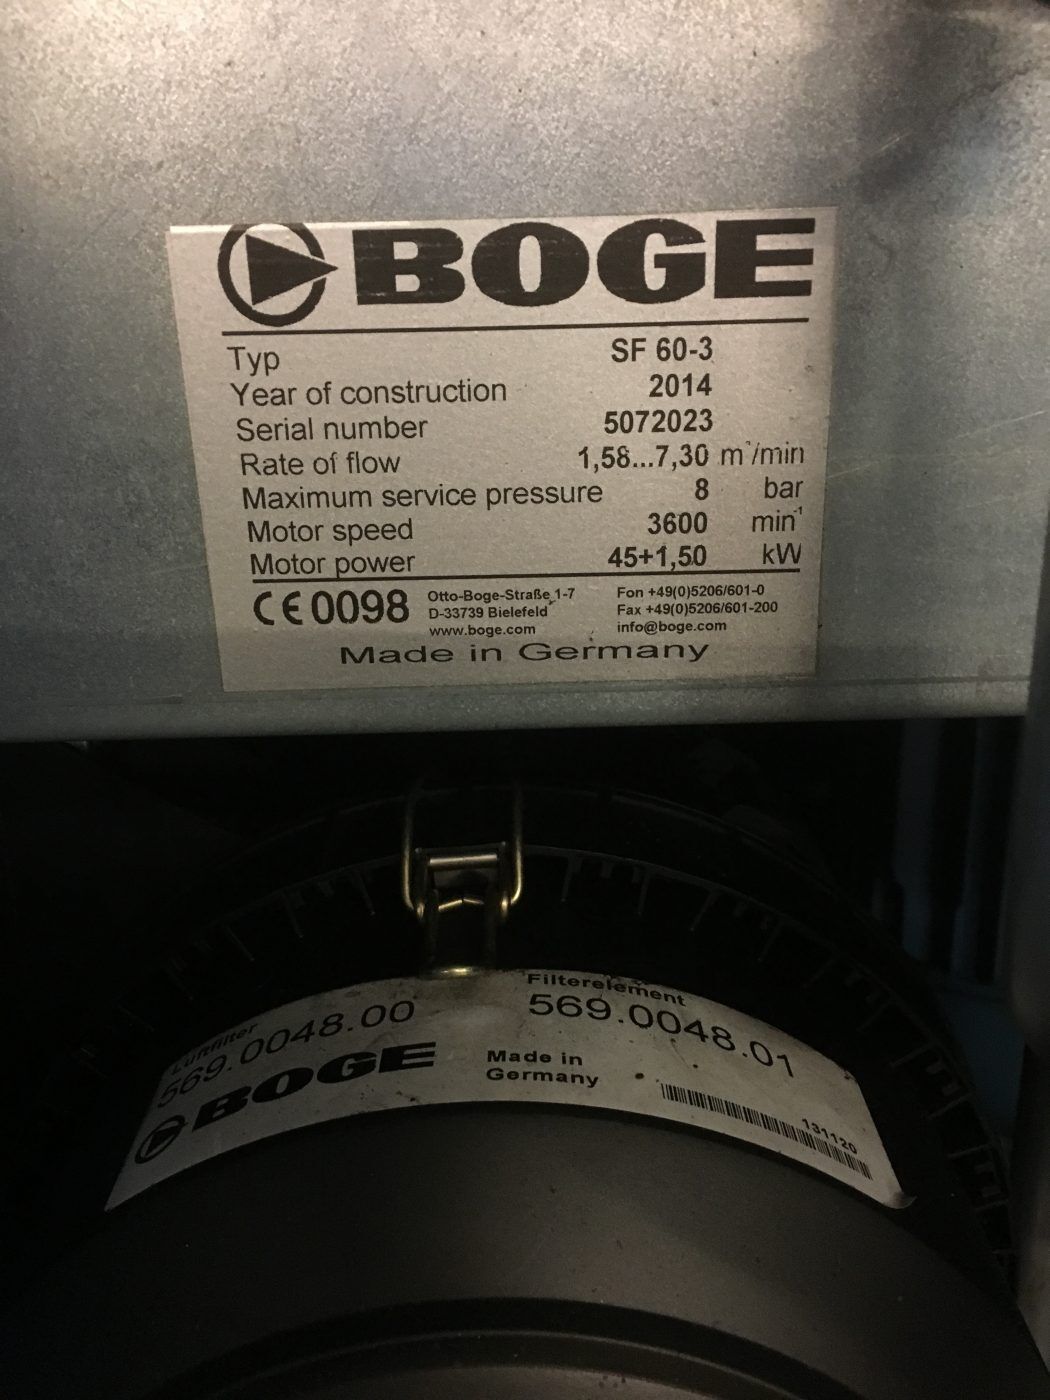 BOGE
Typ SF 60-3
Year of construction 2014
Serial number 5072023
Rate of flow 1,58...7,30 m³/min
Maximum service pressure 8 bar
Motor speed 3600 min⁻¹
Motor power 45+1,50 kW
CE 0098
Otto-Boge-Straße 1-7
D-33739 Bielefeld
www.boge.com
Fon +49(0)5206/601-0
Fax +49(0)5206/601-200
info@boge.com
Made in Germany
Luftfilter
569.0048.00
BOGE
Filterelement
569.0048.01
Made in
Germany
131120